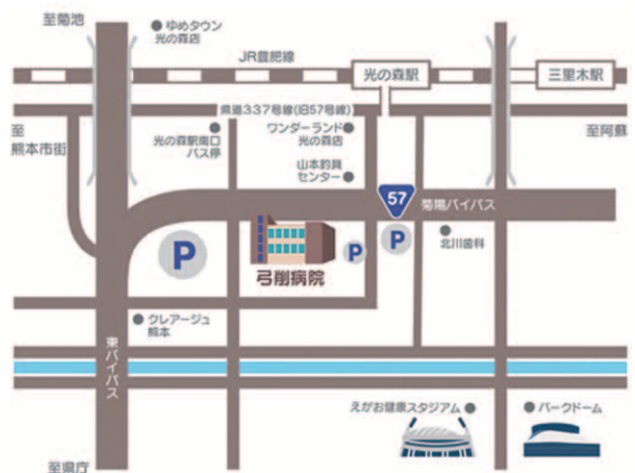 至菊池
ゆめタウン
光の森店
JR豊肥線
光の森駅
三里木駅
県道337号線(旧57号線)
至
熊本市街
光の森駅南口
バス停
ワンダーランド
光の森店
至阿蘇
山本釣具
センター
57
菊陽バイパス
P
P
P
北川歯科
弓削病院
クレアージュ
熊本
東バイパス
えがお健康スタジアム
パークドーム
至県庁